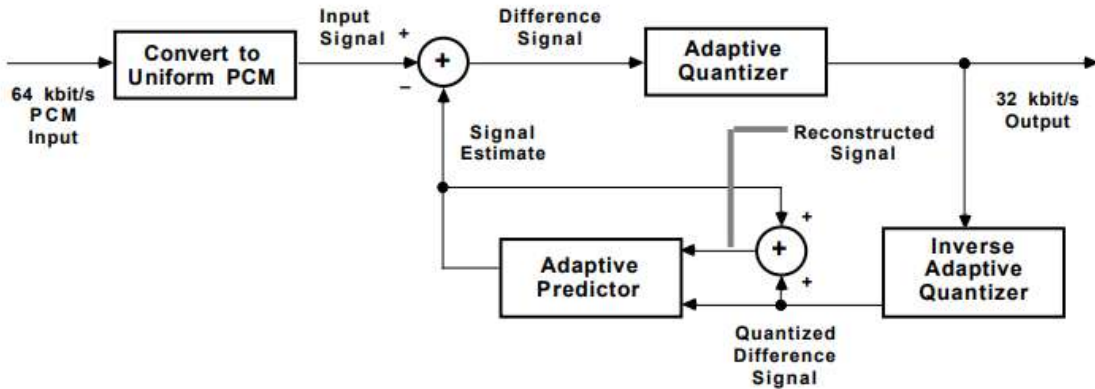 Input
Signal
+
−
+
Difference
Signal
Convert to
Uniform PCM
Adaptive
Quantizer
64 kbit/s
PCM
Input
32 kbit/s
Output
Signal
Estimate
Reconstructed
Signal
+
+
+
Adaptive
Predictor
Inverse
Adaptive
Quantizer
Quantized
Difference
Signal